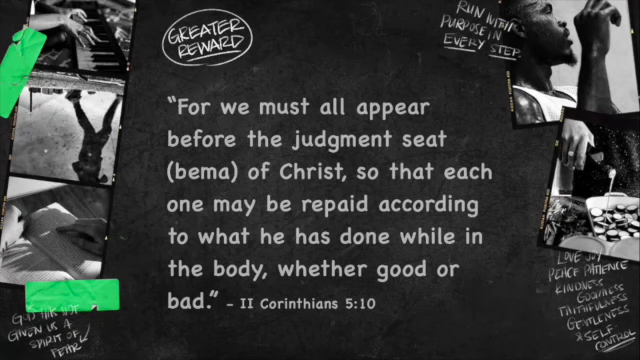 GREATER
REWARD
RUN WITH
PURPOSE IN
EVERY STEP
“For we must all appear
before the judgment seat
(bema) of Christ, so that each
one may be repaid according
to what he has done while in
the body, whether good or
bad.” – II Corinthians 5:10
GOD HAS NOT
GIVEN US A
SPIRIT OF
FEAR
LOVE JOY
PEACE PATIENCE
KINDNESS
GOODNESS
FAITHFULNESS
GENTLENESS
& SELF
CONTROL